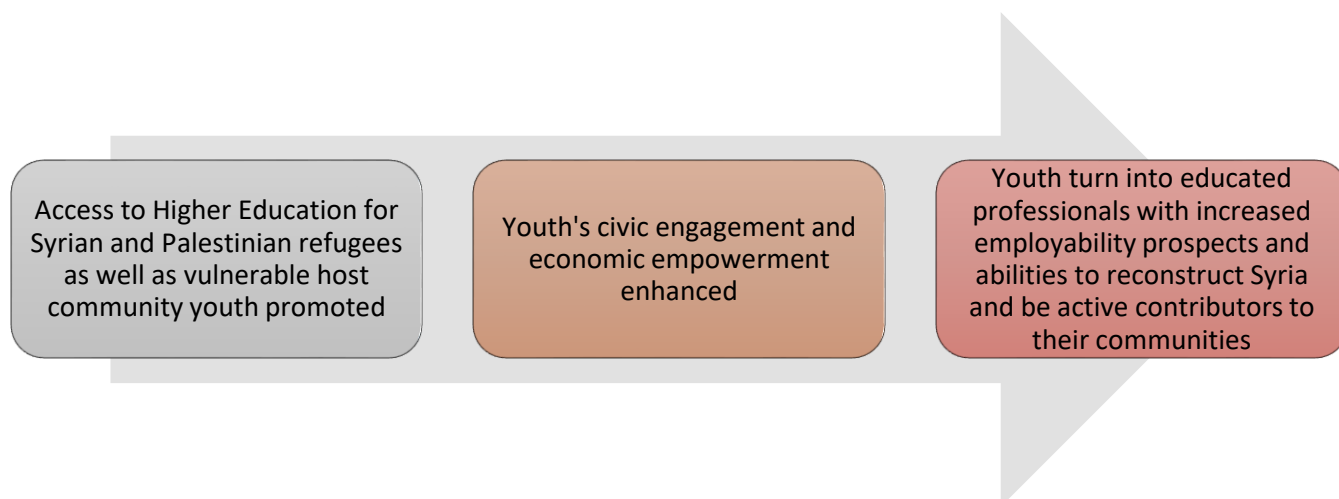 Access to Higher Education for
Syrian and Palestinian refugees
as well as vulnerable host
community youth promoted
Youth's civic engagement and
economic empowerment
enhanced
Youth turn into educated
professionals with increased
employability prospects and
abilities to reconstruct Syria
and be active contributors to
their communities